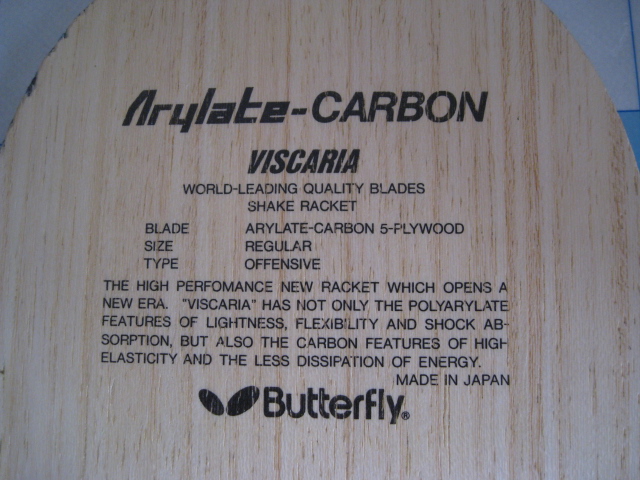 Arylate-CARBON
VISCARIA
WORLD-LEADING QUALITY BLADES
SHAKE RACKET
BLADE ARYLATE-CARBON 5-PLYWOOD
SIZE REGULAR
TYPE OFFENSIVE
THE HIGH PERFOMANCE NEW RACKET WHICH OPENS A
NEW ERA. "VISCARIA" HAS NOT ONLY THE POLYARYLATE
FEATURES OF LIGHTNESS, FLEXIBILITY AND SHOCK AB-
SORPTION, BUT ALSO THE CARBON FEATURES OF HIGH
ELASTICITY AND THE LESS DISSIPATION OF ENERGY.
MADE IN JAPAN
Butterfly®